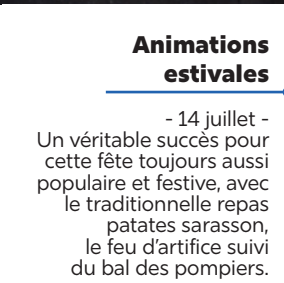 Animations
estivales
- 14 juillet -
Un véritable succès pour
cette fête toujours aussi
populaire et festive, avec
le traditionnelle repas
patates sarasson,
le feu d'artifice suivi
du bal des pompiers.